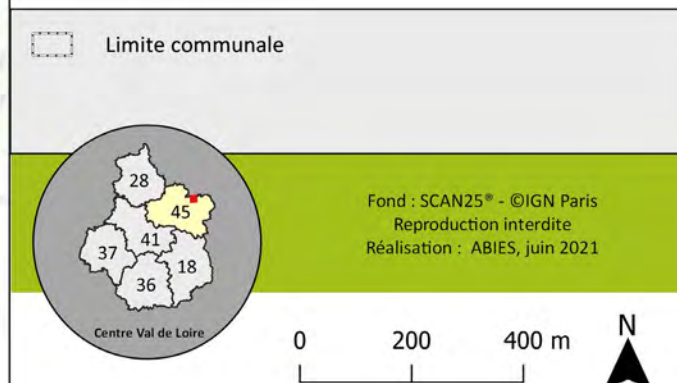 Limite communale
28
45
41
37
18
36
Centre Val de Loire
Fond : SCAN25® - ©IGN Paris
Reproduction interdite
Réalisation : ABIES, juin 2021
0 200 400 m
N